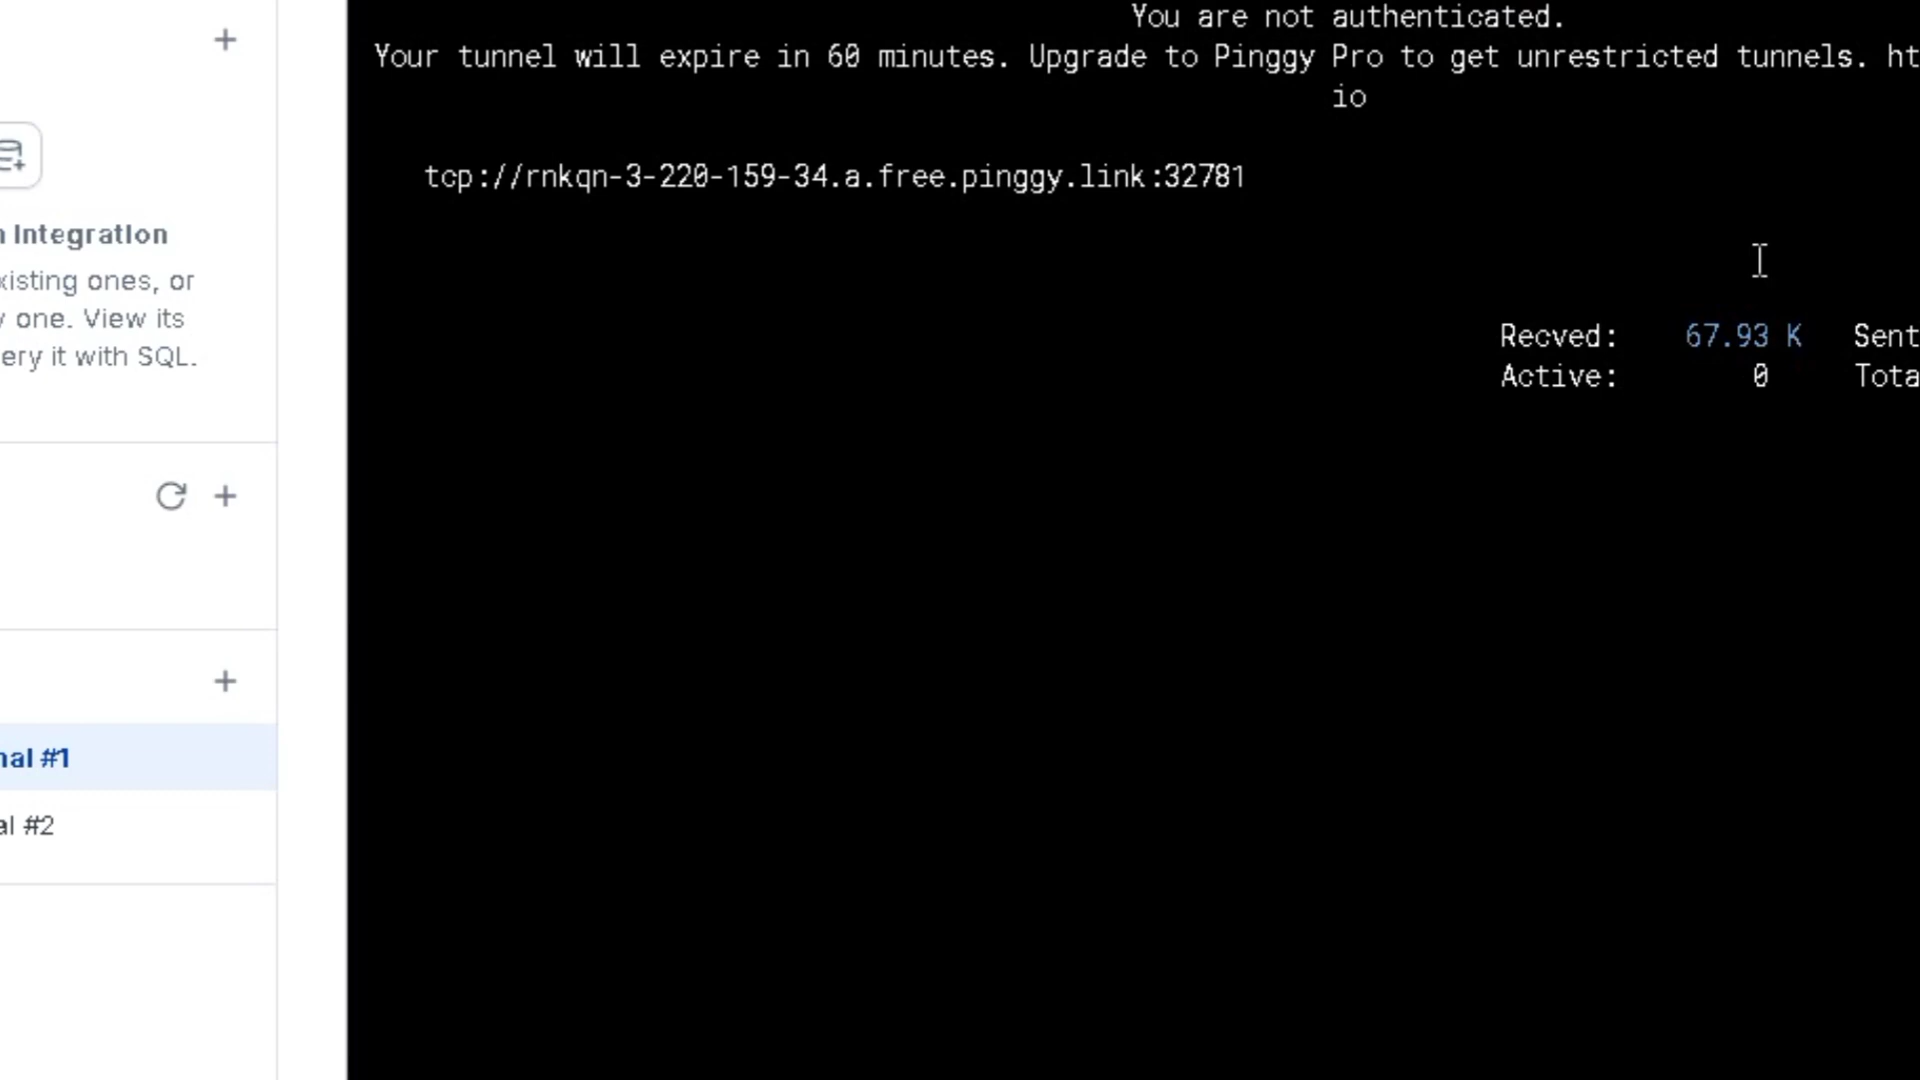 You are not authenticated.
Your tunnel will expire in 60 minutes. Upgrade to Pinggy Pro to get unrestricted tunnels. ht
io
tcp://rnkqn-3-220-159-34.a.free.pinggy.link:32781
n Integration
xisting ones, or
y one. View its
ery it with SQL.
Recved: 67.93 K Sent
Active: 0 Tota
nal #1
al #2